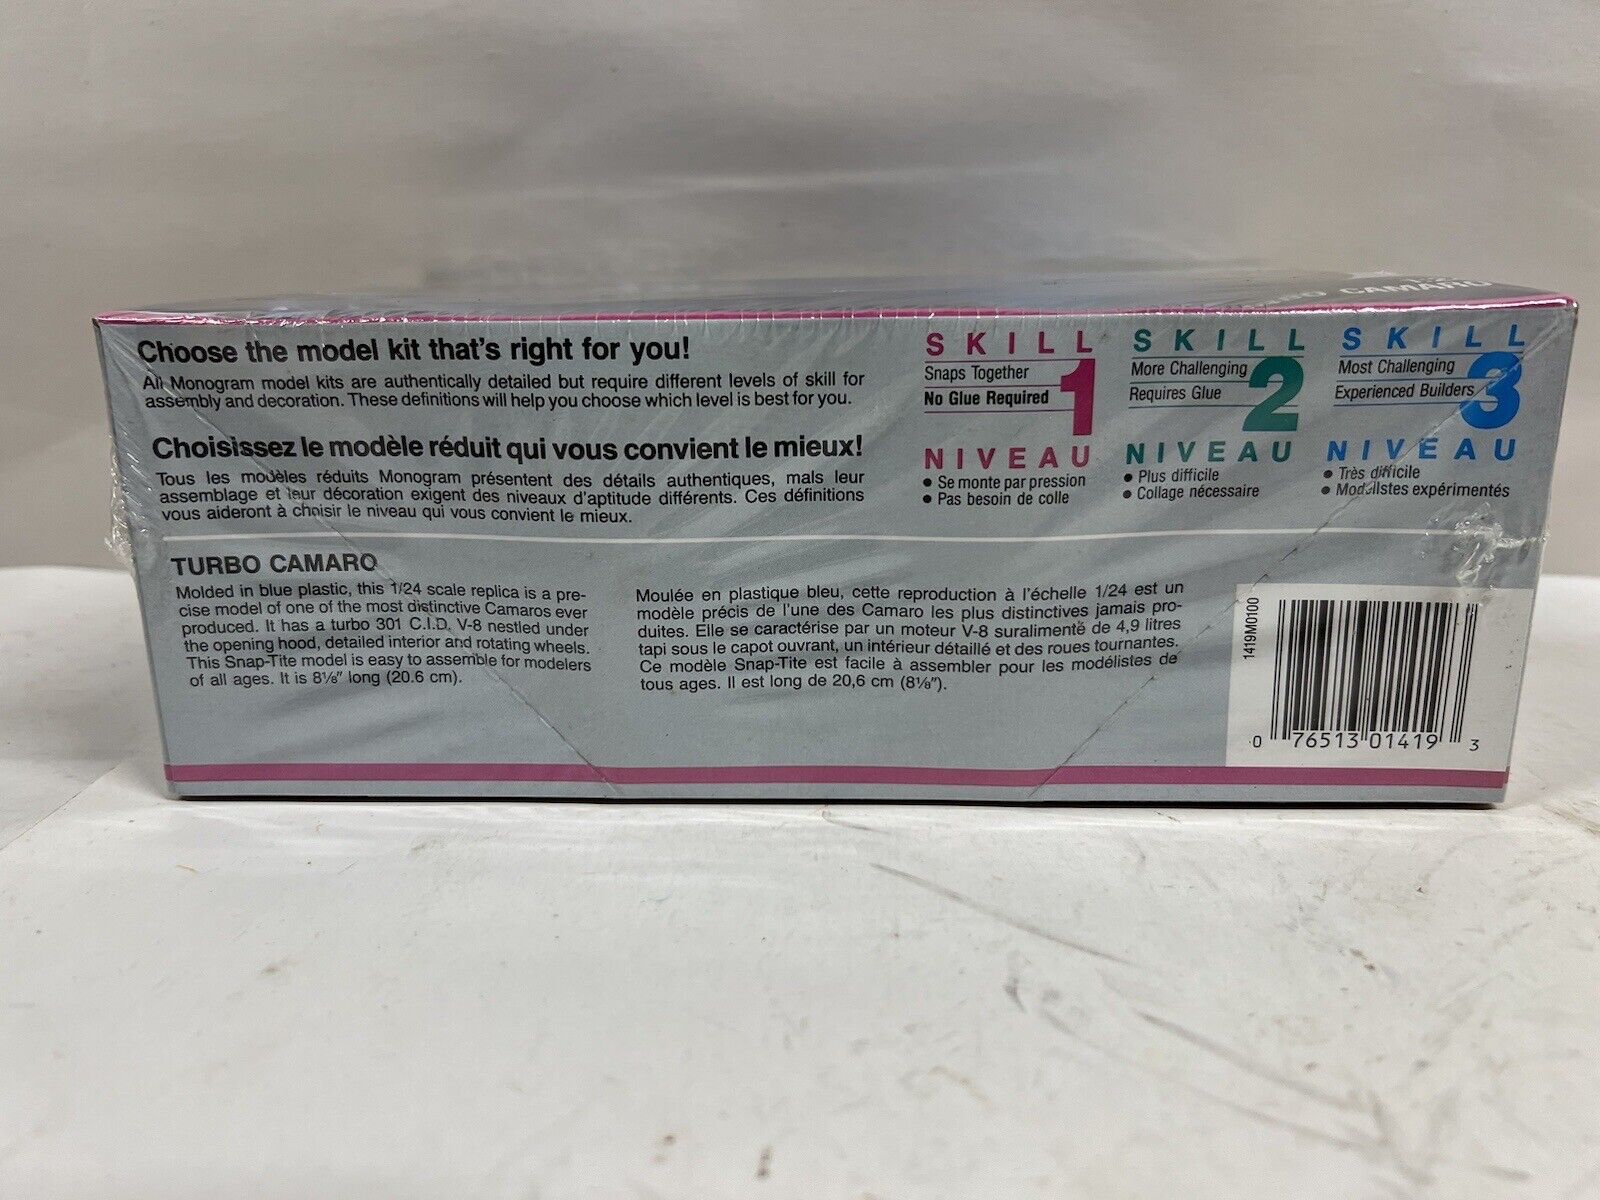 CAMARO
Choose the model kit that's right for you!
All Monogram model kits are authentically detailed but require different levels of skill for
assembly and decoration. These definitions will help you choose which level is best for you.
Choisissez le modèle réduit qui vous convient le mieux!
Tous les modèles réduits Monogram présentent des détails authentiques, mais leur
assemblage et leur décoration exigent des niveaux d'aptitude différents. Ces définitions
vous aideront à choisir le niveau qui vous convient le mieux.
SKILL 1
Snaps Together
No Glue Required
NIVEAU
• Se monte par pression
• Pas besoin de colle
SKILL 2
More Challenging
Requires Glue
NIVEAU
• Plus difficile
• Collage nécessaire
SKILL 3
Most Challenging
Experienced Builders
NIVEAU
• Très difficile
• Modélistes expérimentés
TURBO CAMARO
Molded in blue plastic, this 1/24 scale replica is a pre-
cise model of one of the most distinctive Camaros ever
produced. It has a turbo 301 C.I.D. V-8 nestled under
the opening hood, detailed interior and rotating wheels.
This Snap-Tite model is easy to assemble for modelers
of all ages. It is 8⅛" long (20.6 cm).
Moulée en plastique bleu, cette reproduction à l'échelle 1/24 est un
modèle précis de l'une des Camaro les plus distinctives jamais pro-
duites. Elle se caractérise par un moteur V-8 suralimenté de 4,9 litres
tapi sous le capot ouvrant, un intérieur détaillé et des roues tournantes.
Ce modèle Snap-Tite est facile à assembler pour les modélistes de
tous ages. Il est long de 20,6 cm (8⅛").
1419M0100
0 76513 01419 3